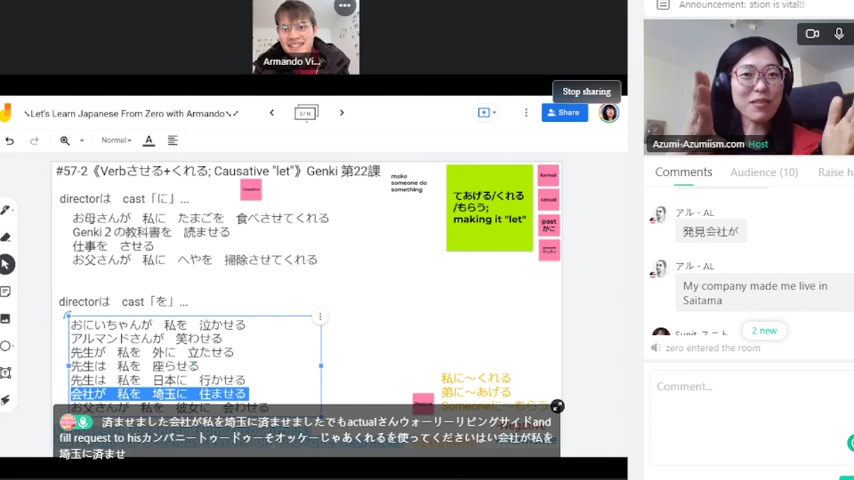 Announcement: ation is vital!!
Armando Vi...
Stop sharing
Azumi-Azumiism.com Host
↘Let's Learn Japanese From Zero with Armando↙↗
2/16
Share
Normal
A
#57-2《Verbさせる+くれる; Causative "let"》Genki 第22課
make
someone do
something
てあげる/くれる
/もらう;
making it "let"
formal
casual
past
かこ
directorは cast「に」...
お母さんが 私に たまごを 食べさせてくれる
Genki２の教科書を 読ませる
仕事を させる
お父さんが 私に へやを 掃除させてくれる
directorは cast「を」...
おにいちゃんが 私を 泣かせる
アルマンドさんが 笑わせる
先生が 私を 外に 立たせる
先生は 私を 座らせる
先生は 私を 日本に 行かせる
会社が 私を 埼玉に 住ませる
お父さんが 私を 彼女に 会わせる
私に～くれる
弟に～あげる
Someoneに～もらう
済ませました会社が私を埼玉に済ませましたでもactualさんウォーリーリビングサイドand
fill request to hisカンパニートゥードゥーをオッケーじゃあくれるを使ってくださいはい会社が私を
埼玉に済ませ
Comments
Audience (10)
Raise h
アル - AL
発見会社が
アル - AL
My company made me live in
Saitama
2 new
zero entered the room
Comment...